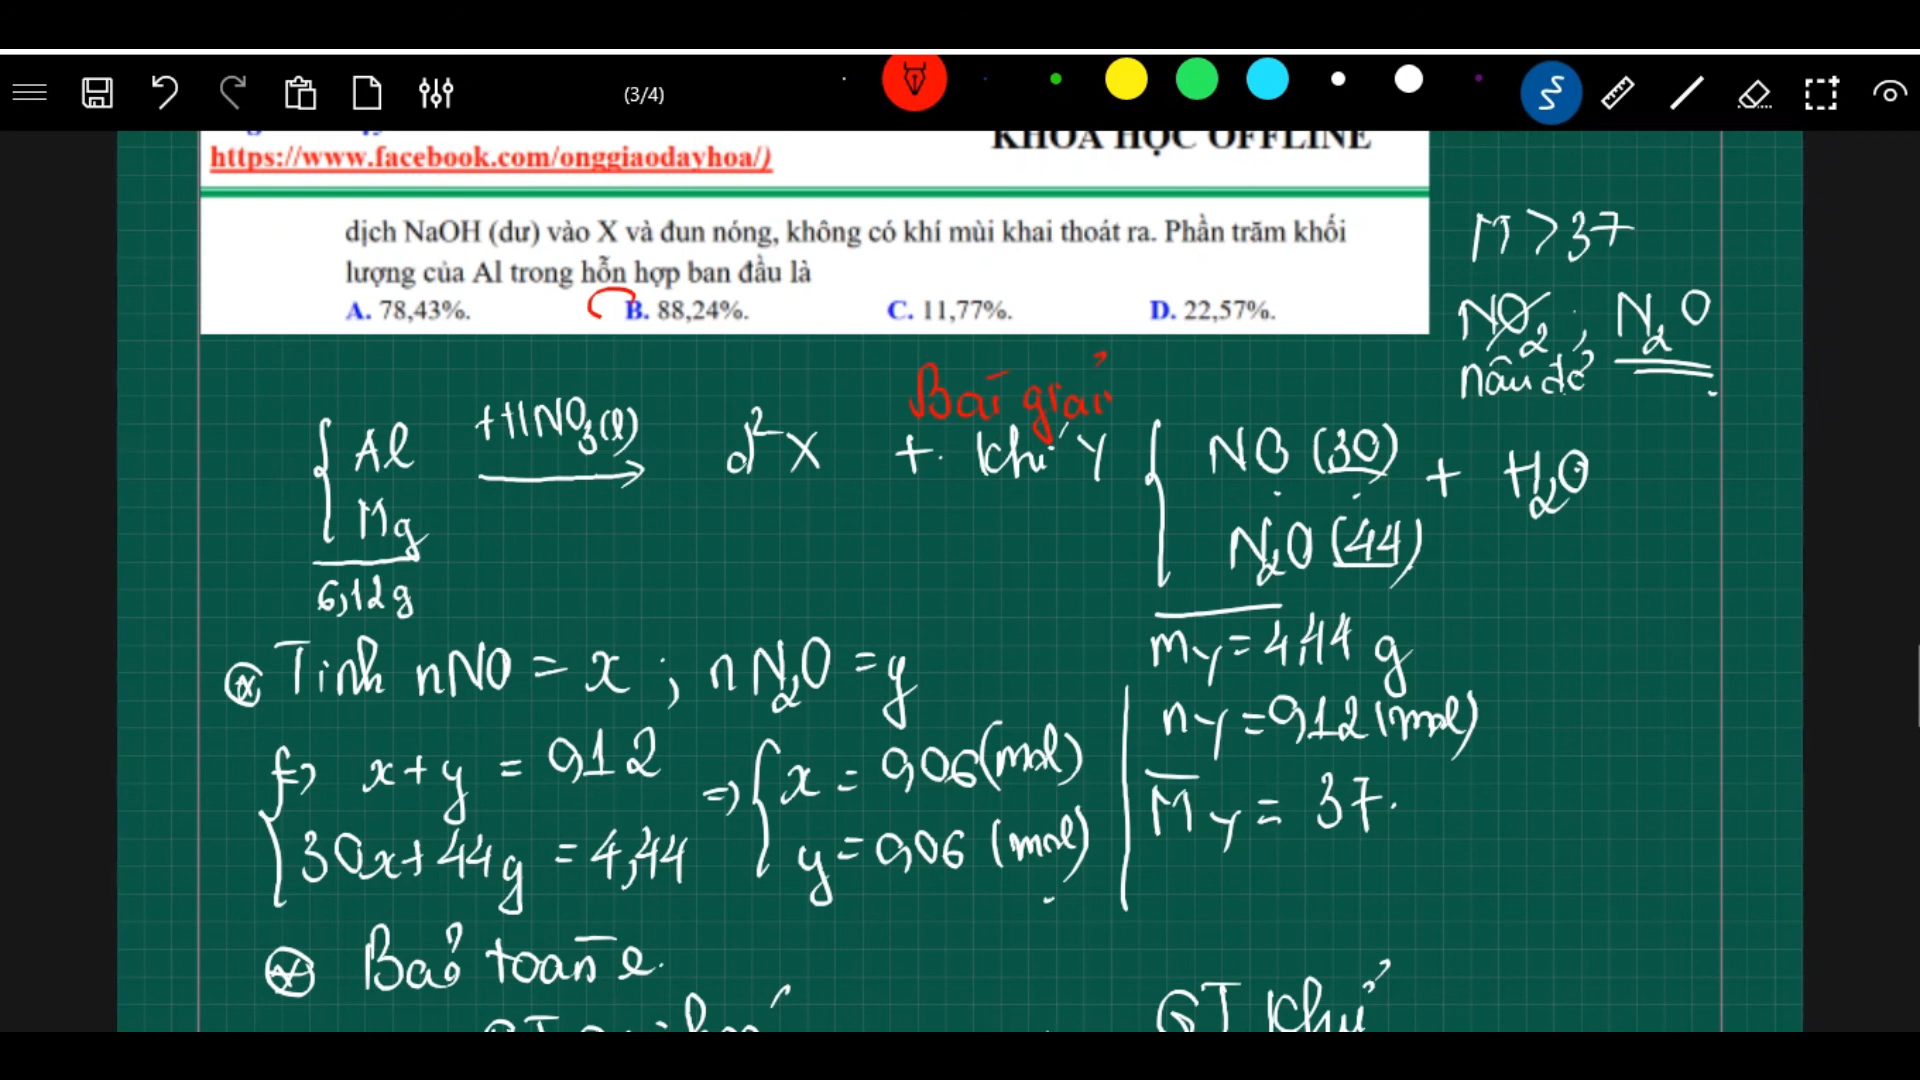 (3/4)
KHOÁ HỌC OFFLINE
https://www.facebook.com/onggiaodayhoa/)
dịch NaOH (dư) vào X và đun nóng, không có khí mùi khai thoát ra. Phần trăm khối
lượng của Al trong hỗn hợp ban đầu là
A. 78,43%. B. 88,24%. C. 11,77%. D. 22,57%.
M > 37
NO2 ; N2O
nâu đỏ
Bài giải
Al +HNO3(l) d² X + khí Y NO (30) + H2O
Mg N2O (44)
6,12g
mY = 4,44 g
Tính nNO = x ; nN2O = y
nY = 0,12 (mol)
x + y = 0,12 => x = 0,06 (mol)
MY = 37.
30x + 44y = 4,44 y = 0,06 (mol)
Bảo toàn e.
QT khử